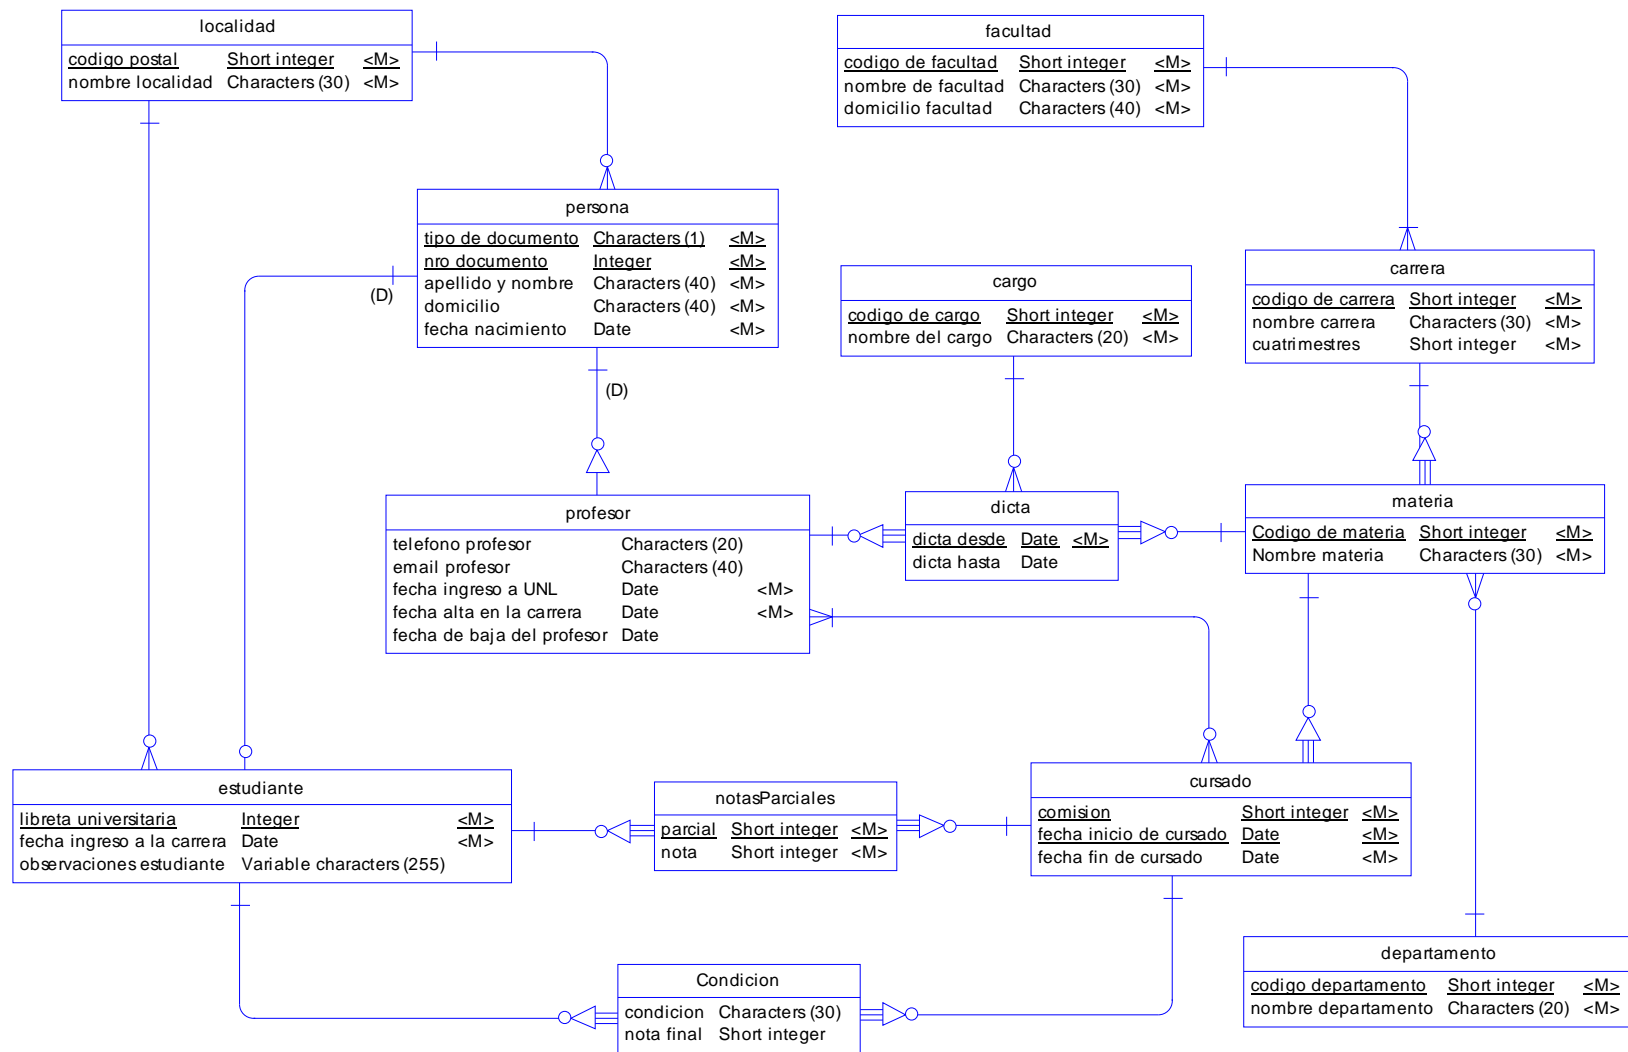 localidad
codigo postal Short integer <M>
nombre localidad Characters (30) <M>
facultad
codigo de facultad Short integer <M>
nombre de facultad Characters (30) <M>
domicilio facultad Characters (40) <M>
persona
tipo de documento Characters (1) <M>
nro documento Integer <M>
apellido y nombre Characters (40) <M>
domicilio Characters (40) <M>
fecha nacimiento Date <M>
(D)
(D)
cargo
codigo de cargo Short integer <M>
nombre del cargo Characters (20) <M>
carrera
codigo de carrera Short integer <M>
nombre carrera Characters (30) <M>
cuatrimestres Short integer <M>
profesor
telefono profesor Characters (20)
email profesor Characters (40)
fecha ingreso a UNL Date <M>
fecha alta en la carrera Date <M>
fecha de baja del profesor Date
dicta
dicta desde Date <M>
dicta hasta Date
materia
Codigo de materia Short integer <M>
Nombre materia Characters (30) <M>
estudiante
libreta universitaria Integer <M>
fecha ingreso a la carrera Date <M>
observaciones estudiante Variable characters (255)
notasParciales
parcial Short integer <M>
nota Short integer <M>
cursado
comision Short integer <M>
fecha inicio de cursado Date <M>
fecha fin de cursado Date <M>
Condicion
condicion Characters (30)
nota final Short integer
departamento
codigo departamento Short integer <M>
nombre departamento Characters (20) <M>